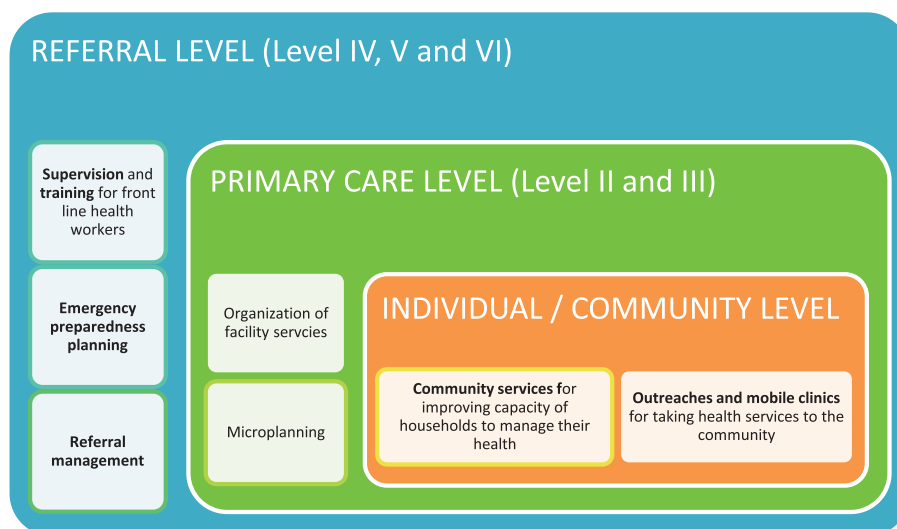 REFERRAL LEVEL (Level IV, V and VI)
Supervision and
training for front
line health
workers
Emergency
preparedness
planning
Referral
management
PRIMARY CARE LEVEL (Level II and III)
Organization of
facility servcies
Microplanning
INDIVIDUAL / COMMUNITY LEVEL
Community services for
improving capacity of
households to manage their
health
Outreaches and mobile clinics
for taking health services to the
community